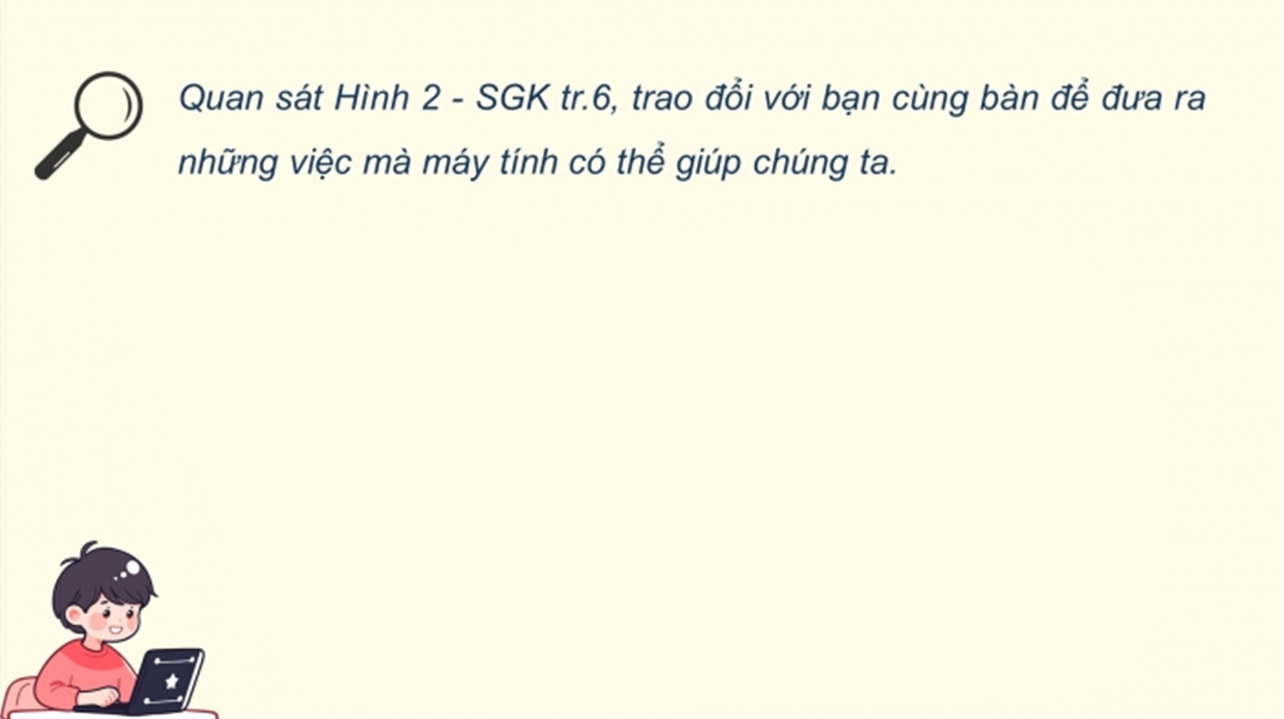 Quan sát Hình 2 - SGK tr.6, trao đổi với bạn cùng bàn để đưa ra
những việc mà máy tính có thể giúp chúng ta.